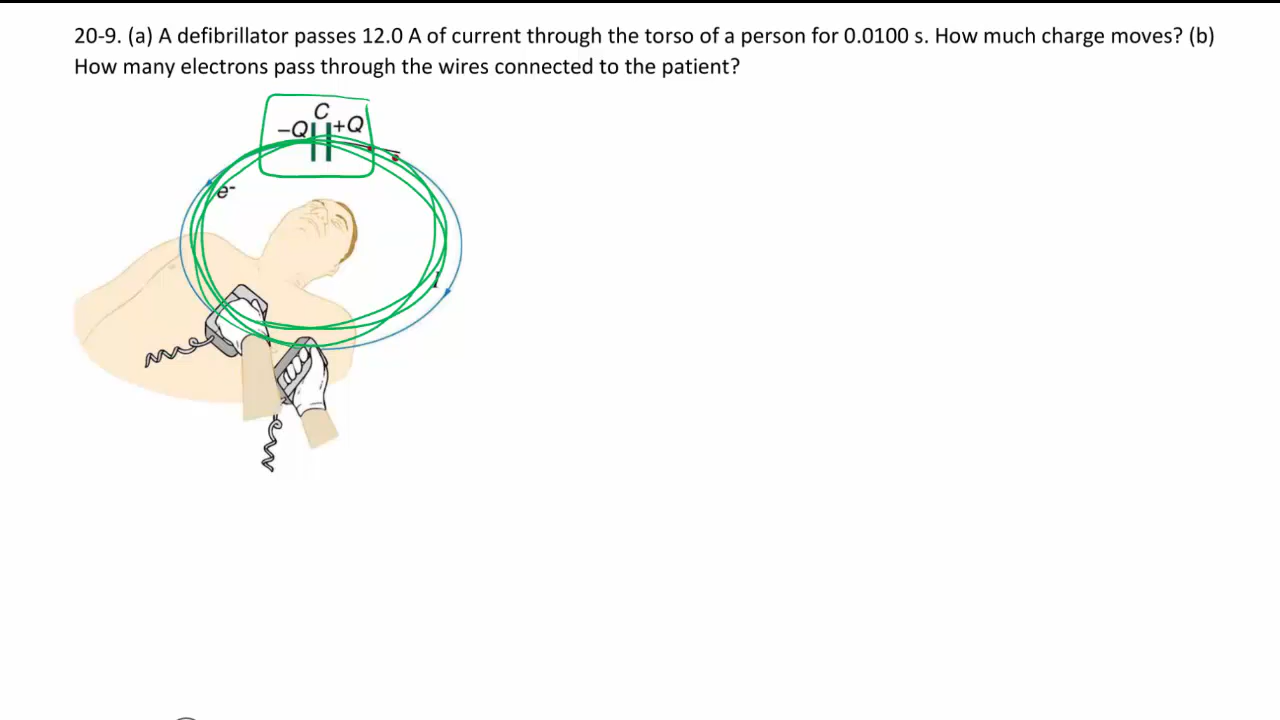 20-9. (a) A defibrillator passes 12.0 A of current through the torso of a person for 0.0100 s. How much charge moves? (b)
How many electrons pass through the wires connected to the patient?
C
–Q +Q
e-
I